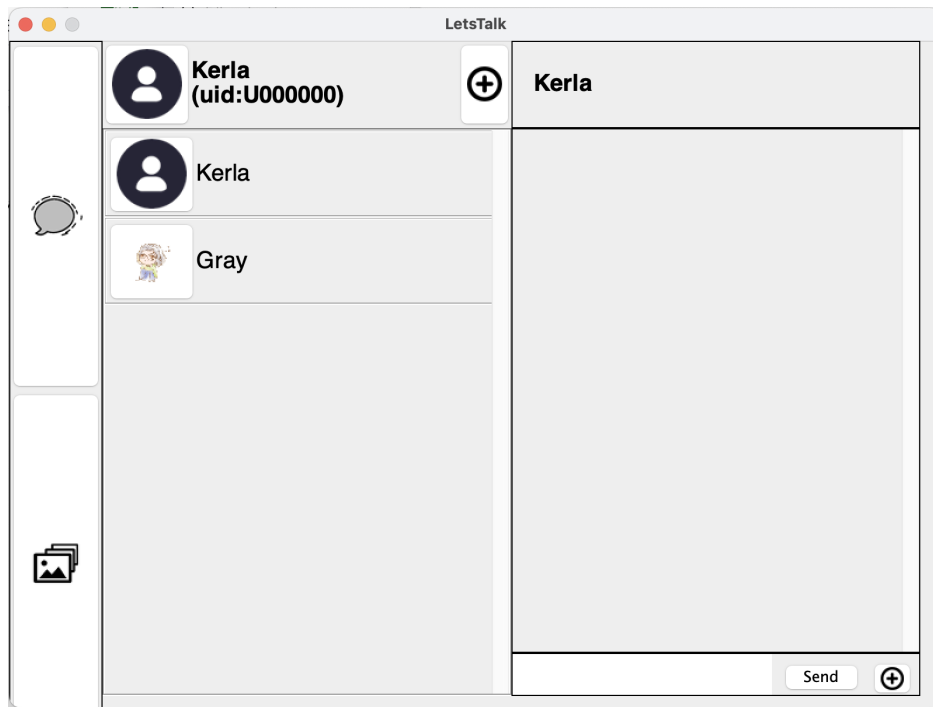 LetsTalk
Kerla
(uid:U000000)
Kerla
Kerla
Gray
Send